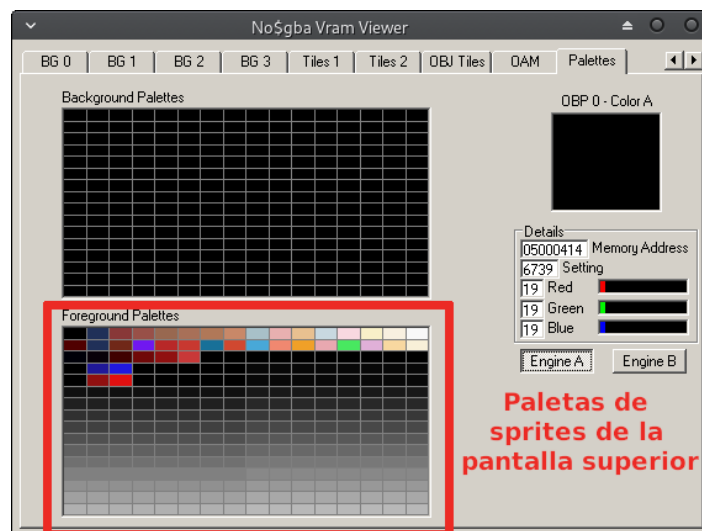 No$gba Vram Viewer
BG 0 BG 1 BG 2 BG 3 Tiles 1 Tiles 2 OBJ Tiles OAM Palettes
Background Palettes
OBP 0 - Color A
Details
05000414 Memory Address
6739 Setting
19 Red
19 Green
19 Blue
Foreground Palettes
Engine A Engine B
Paletas de
sprites de la
pantalla superior